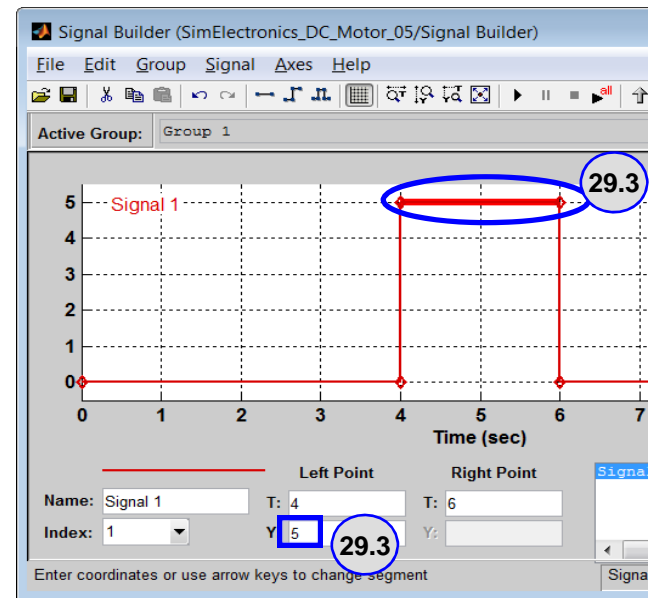 Signal Builder (SimElectronics_DC_Motor_05/Signal Builder)
File Edit Group Signal Axes Help
all
Active Group: Group 1
29.3
5
Signal 1
4
3
2
1
0
0 1 2 3 4 5 6 7
Time (sec)
Left Point Right Point
Signal
Name: Signal 1 T: 4 T: 6
Index: 1 Y 5 Y:
29.3
Enter coordinates or use arrow keys to change segment
Signa